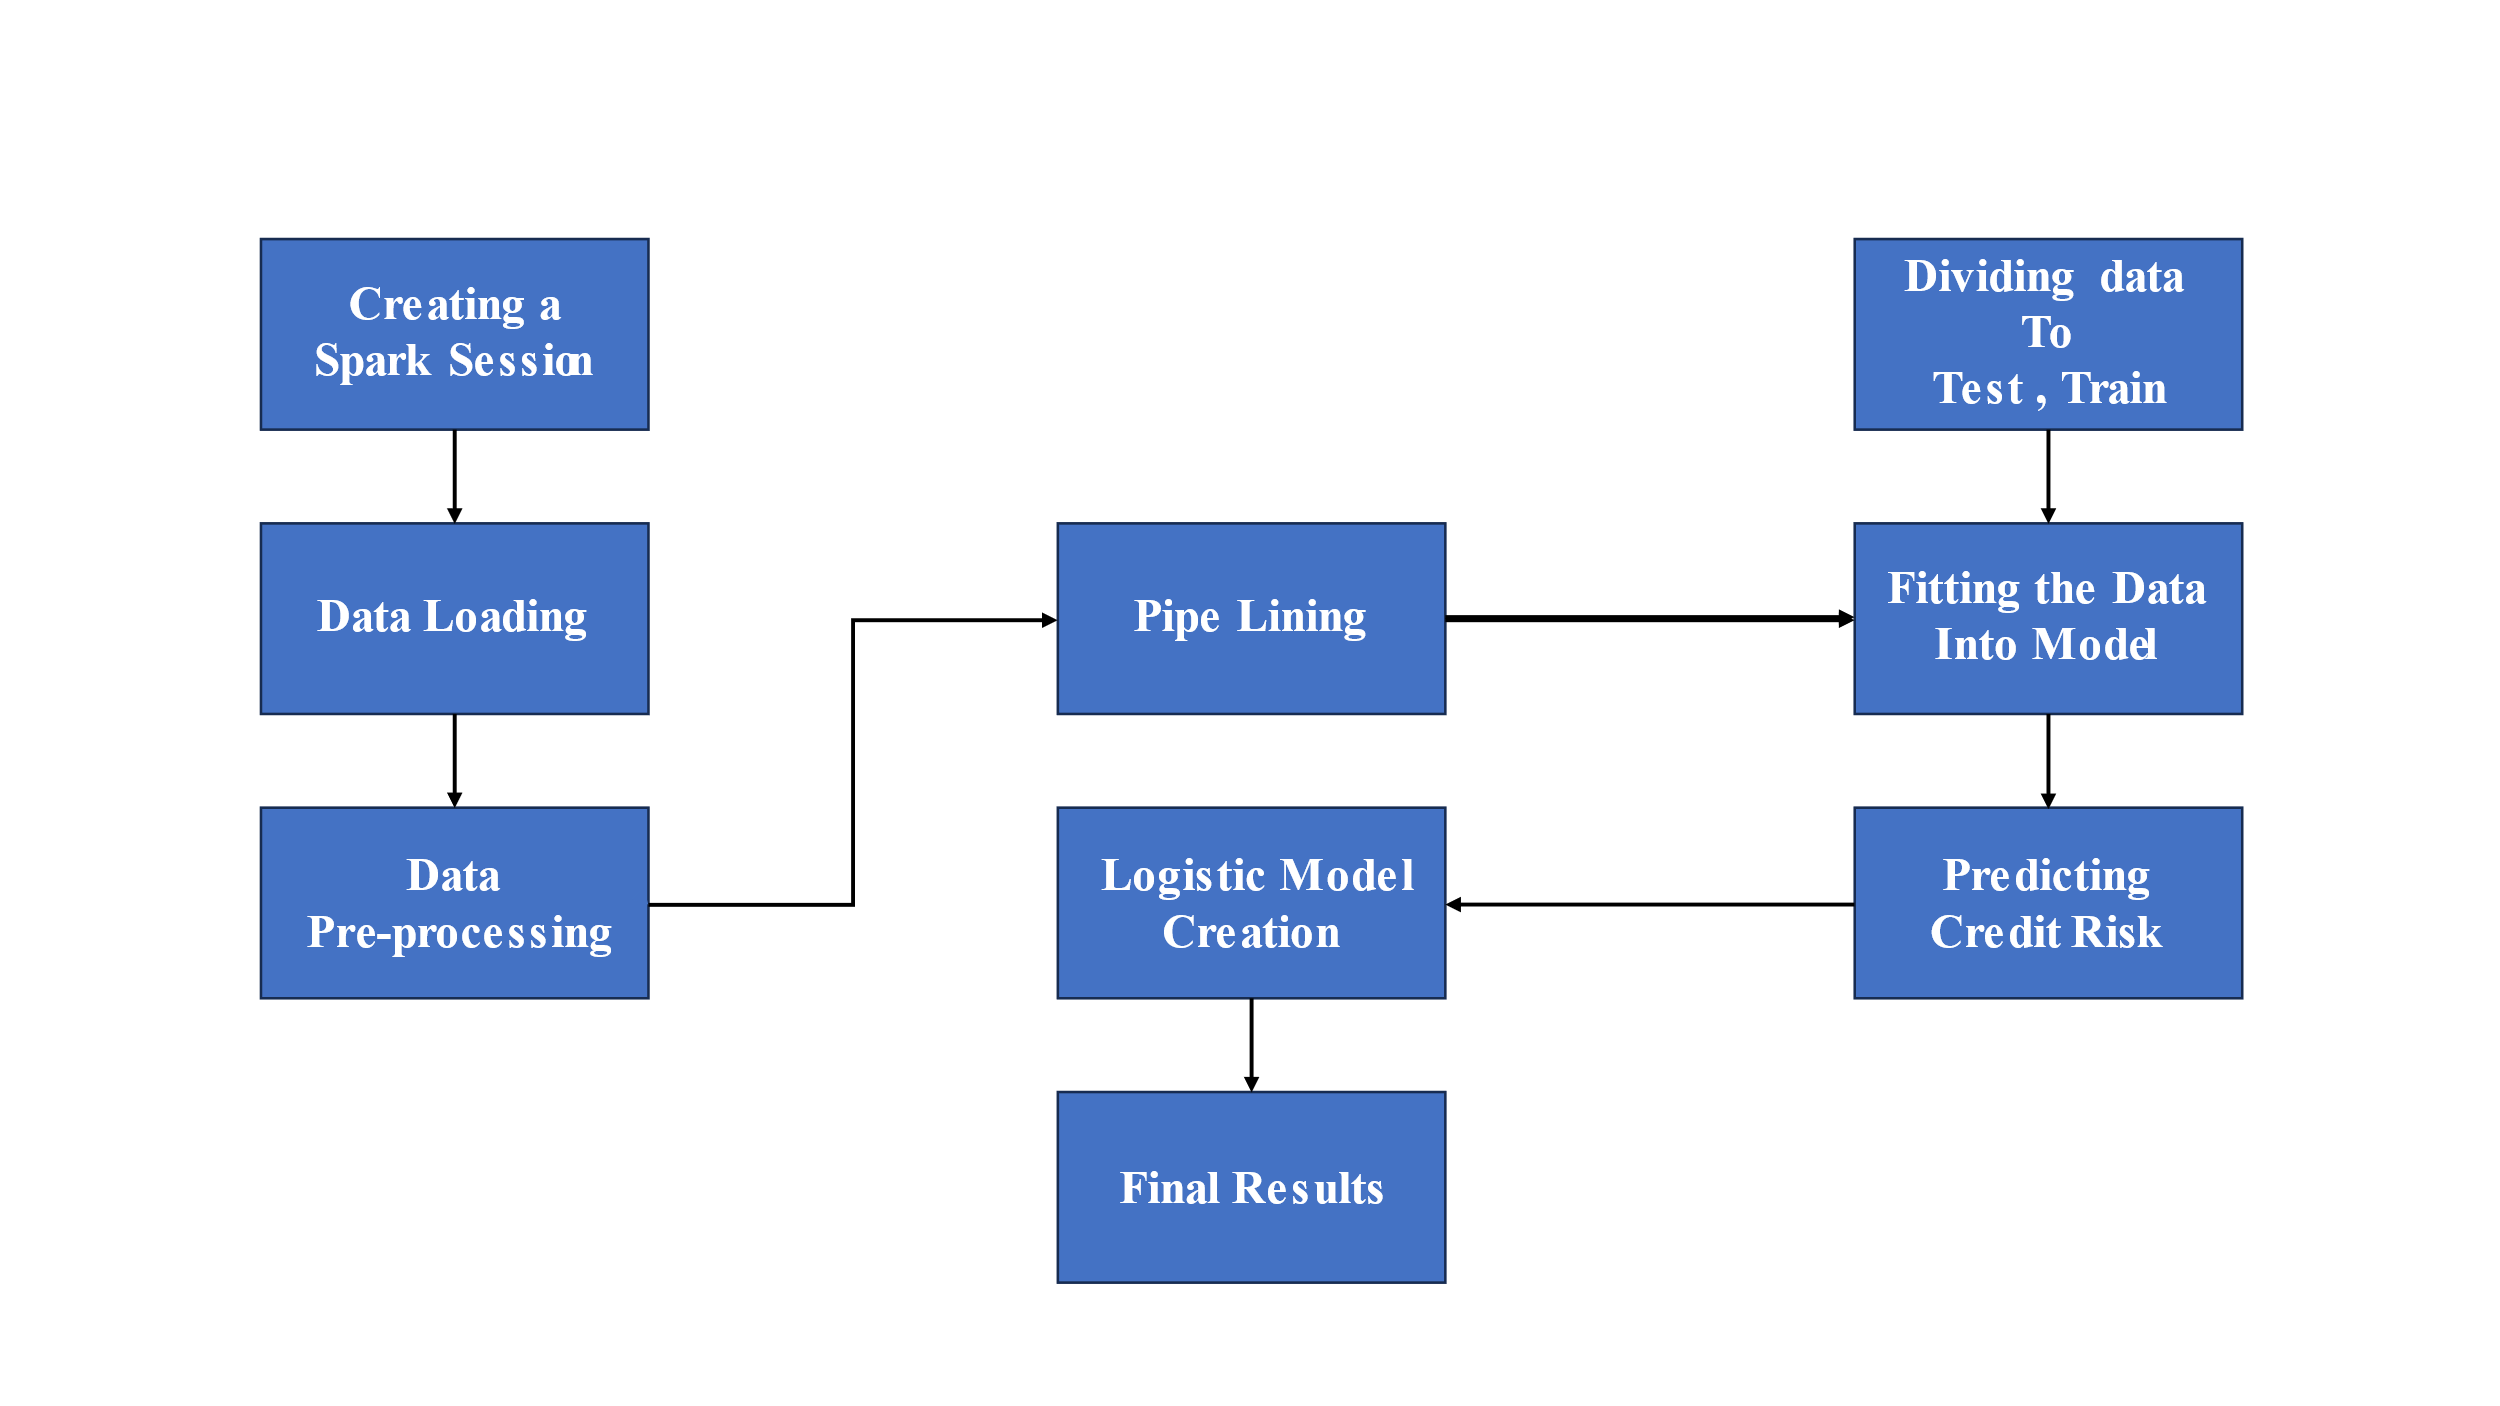 Creating a
Spark Session
Data Loading
Data
Pre-processing
Pipe Lining
Logistic Model
Creation
Final Results
Dividing data
To
Test , Train
Fitting the Data
Into Model
Predicting
Credit Risk